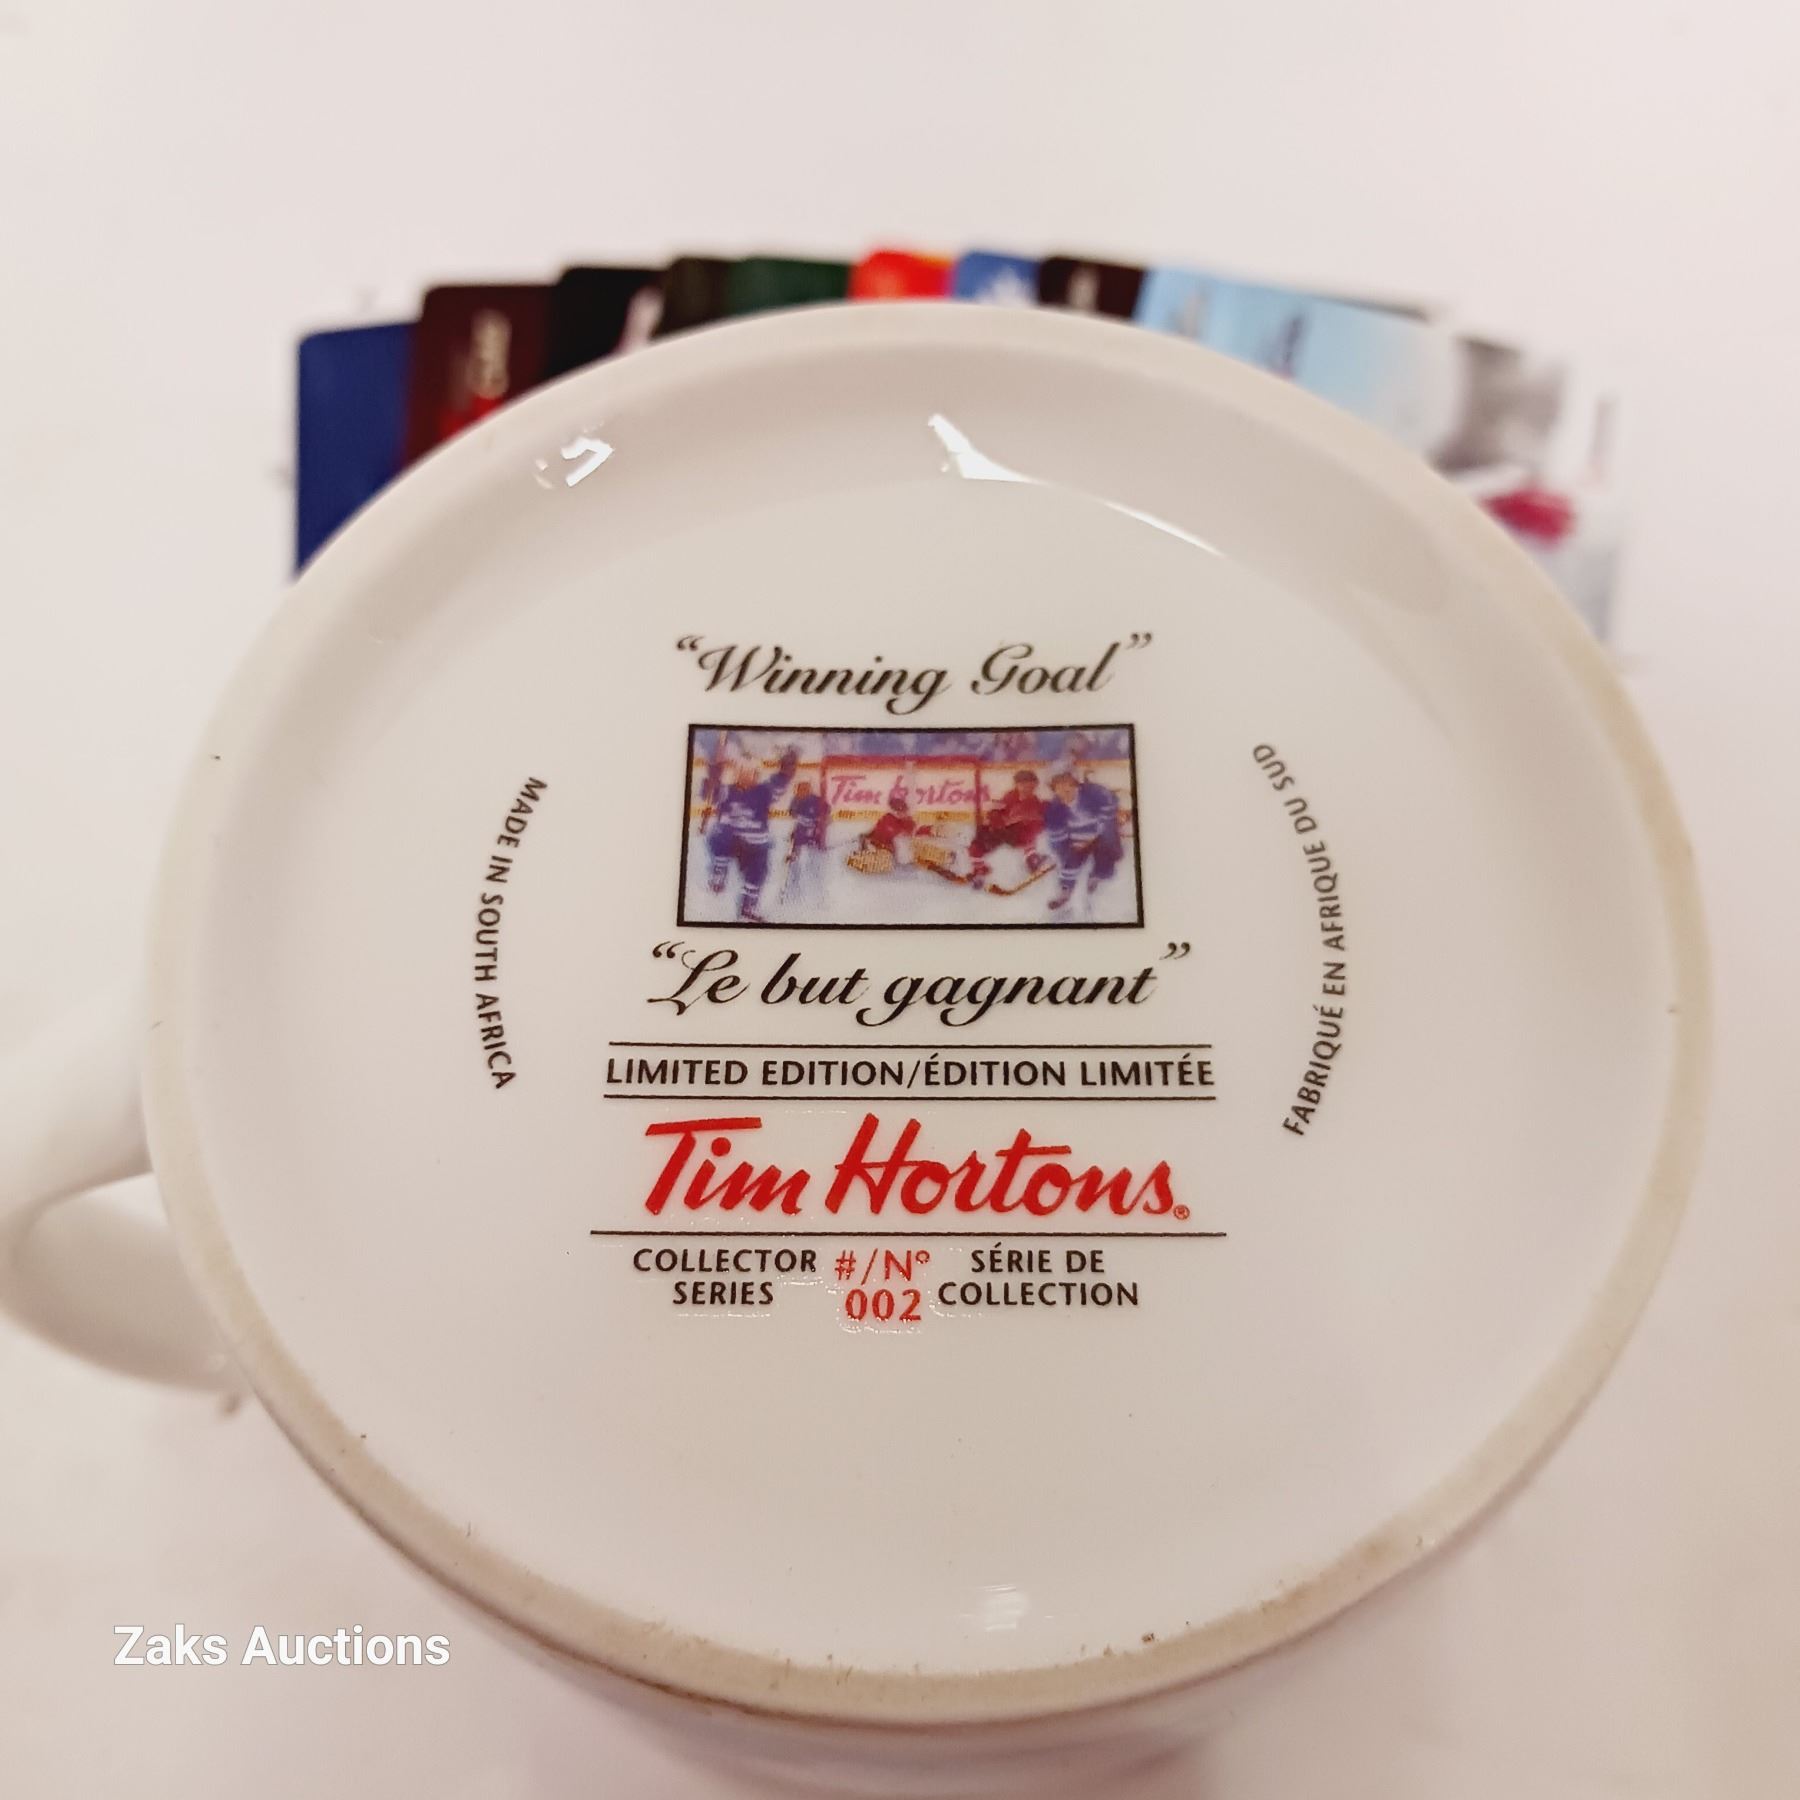 “Winning Goal”
Tim Hortons
“Le but gagnant”
MADE IN SOUTH AFRICA
FABRIQUÉ EN AFRIQUE DU SUD
LIMITED EDITION/ÉDITION LIMITÉE
Tim Hortons®
COLLECTOR #/Nº SÉRIE DE
SERIES 002 COLLECTION
Zaks Auctions